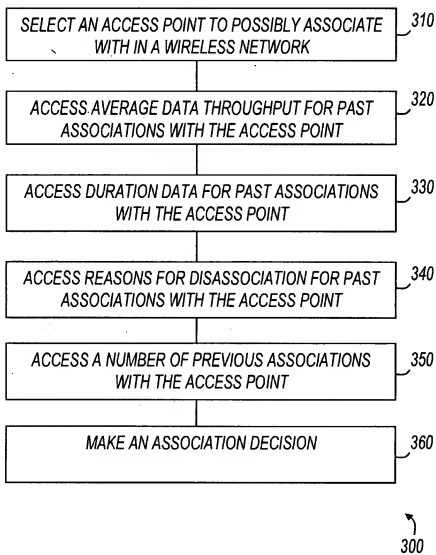 SELECT AN ACCESS POINT TO POSSIBLY ASSOCIATE
WITH IN A WIRELESS NETWORK
310
ACCESS AVERAGE DATA THROUGHPUT FOR PAST
ASSOCIATIONS WITH THE ACCESS POINT
320
ACCESS DURATION DATA FOR PAST ASSOCIATIONS
WITH THE ACCESS POINT
330
ACCESS REASONS FOR DISASSOCIATION FOR PAST
ASSOCIATIONS WITH THE ACCESS POINT
340
ACCESS A NUMBER OF PREVIOUS ASSOCIATIONS
WITH THE ACCESS POINT
350
MAKE AN ASSOCIATION DECISION
360
300